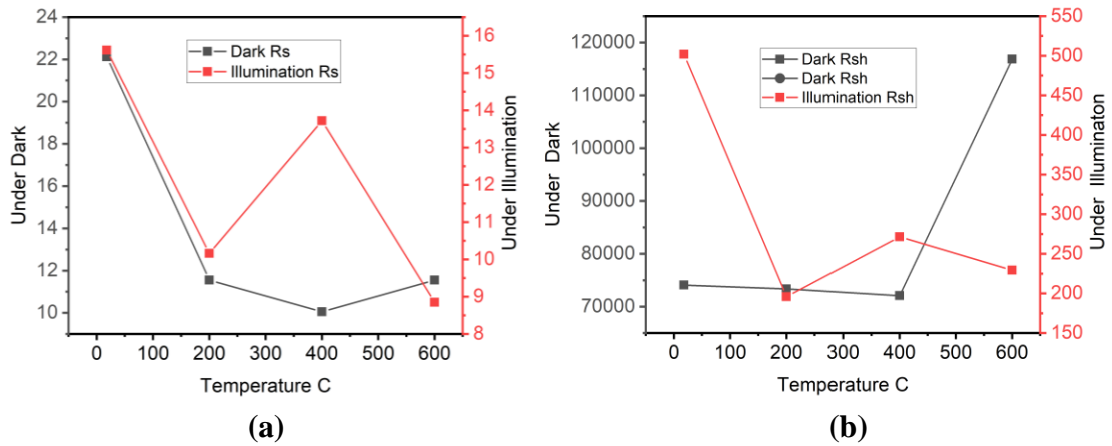 24
22
20
18
16
14
12
10
Under Dark
Dark Rs
Illumination Rs
16
15
14
13
12
11
10
9
8
Under Illumination
0 100 200 300 400 500 600
Temperature C
(a)
120000
110000
100000
90000
80000
70000
Under Dark
Dark Rsh
Dark Rsh
Illumination Rsh
550
500
450
400
350
300
250
200
150
Under Illuminaton
0 100 200 300 400 500 600
Temperature C
(b)